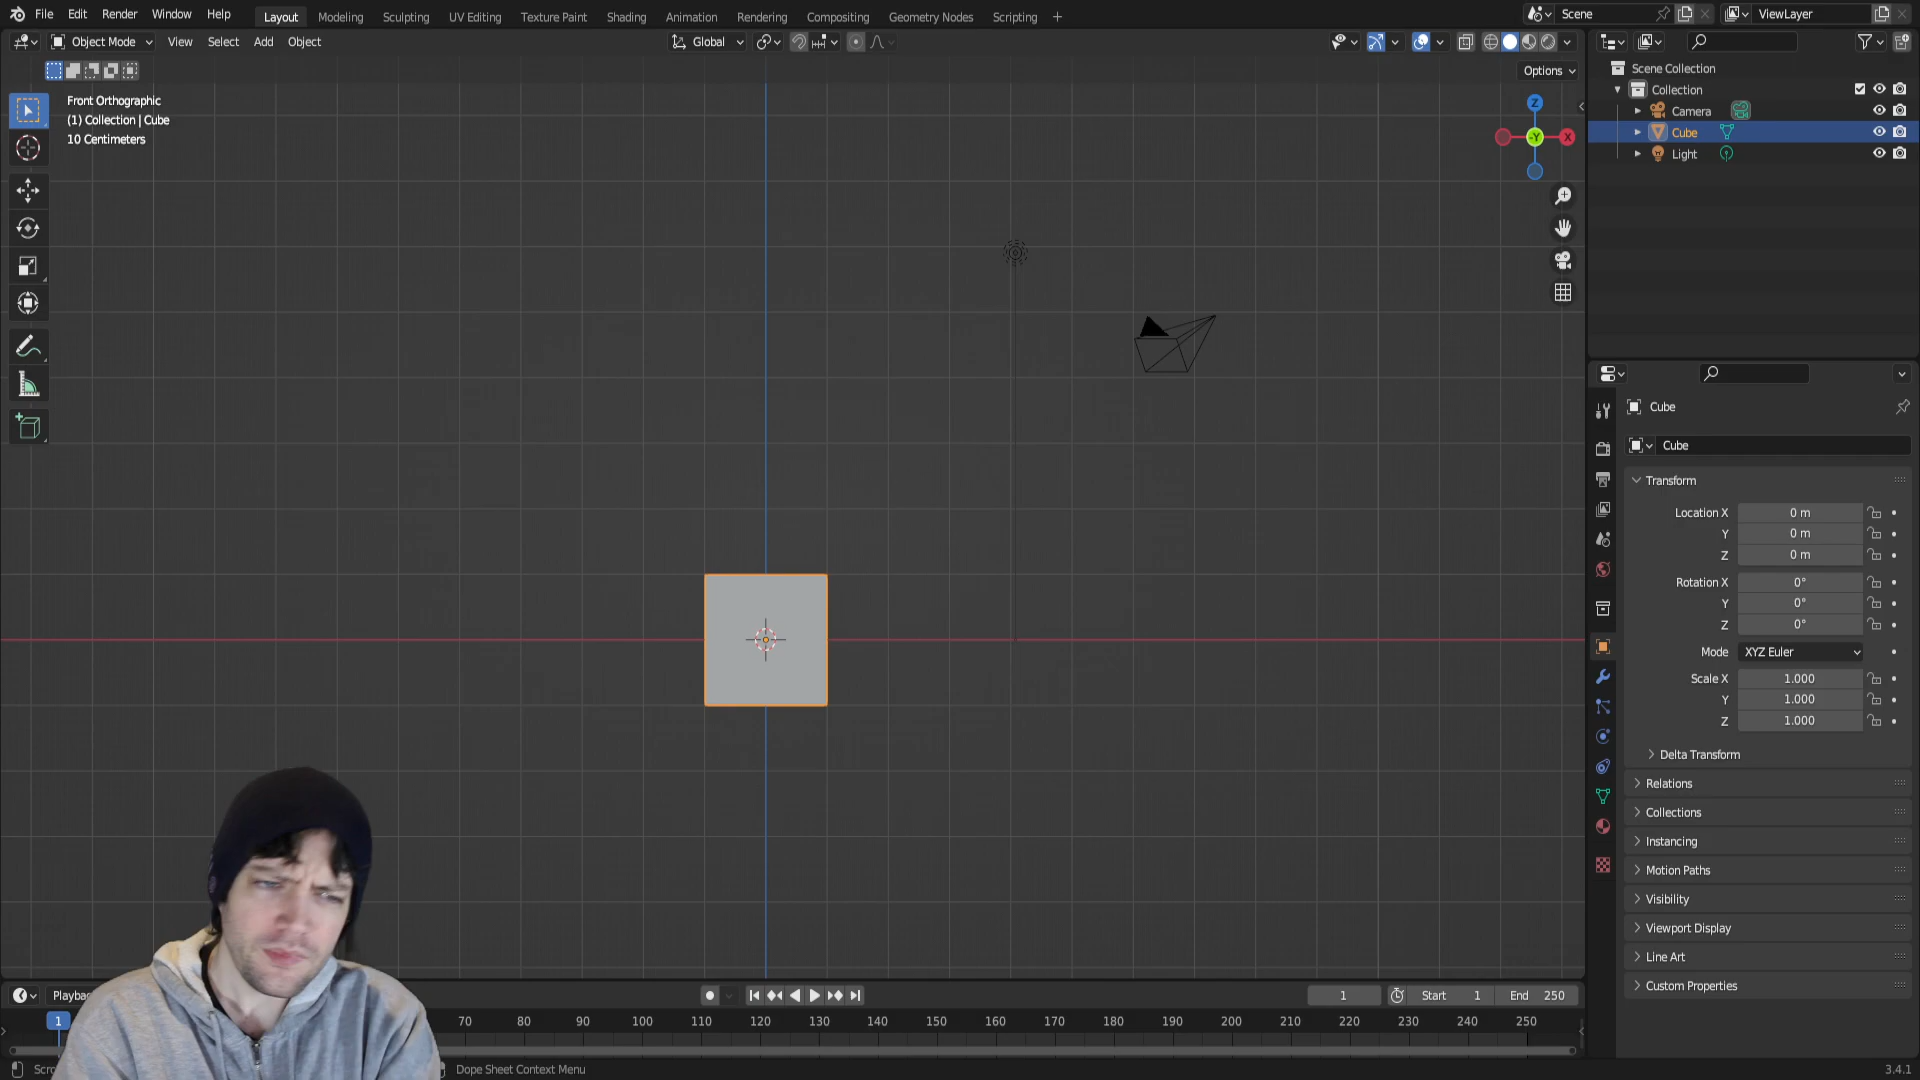 File Edit Render Window Help
Layout Modeling Sculpting UV Editing Texture Paint Shading Animation Rendering Compositing Geometry Nodes Scripting +
Scene
ViewLayer
Object Mode View Select Add Object
Global
Options
Front Orthographic
(1) Collection | Cube
10 Centimeters
Z
-Y
X
Scene Collection
Collection
Camera
Cube
Light
Cube
Cube
Transform
Location X 0 m
Y 0 m
Z 0 m
Rotation X 0°
Y 0°
Z 0°
Mode XYZ Euler
Scale X 1.000
Y 1.000
Z 1.000
Delta Transform
Relations
Collections
Instancing
Motion Paths
Visibility
Viewport Display
Line Art
Custom Properties
1 Start 1 End 250
1 70 80 90 100 110 120 130 140 150 160 170 180 190 200 210 220 230 240 250
Dope Sheet Context Menu
3.4.1